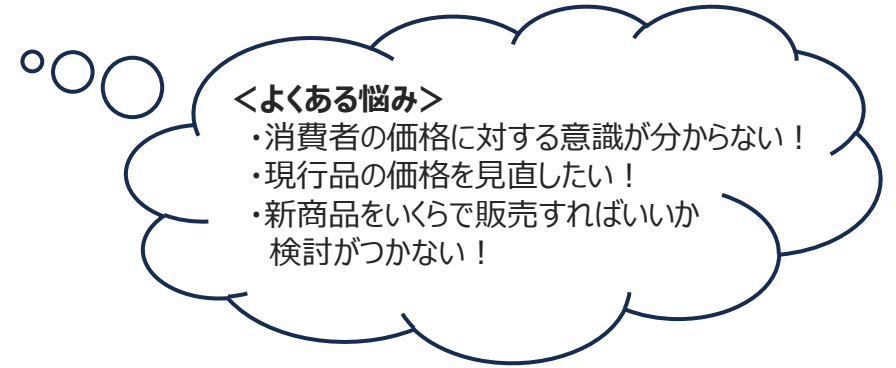 ＜よくある悩み＞
・消費者の価格に対する意識が分からない！
・現行品の価格を見直したい！
・新商品をいくらで販売すればいいか
検討がつかない！